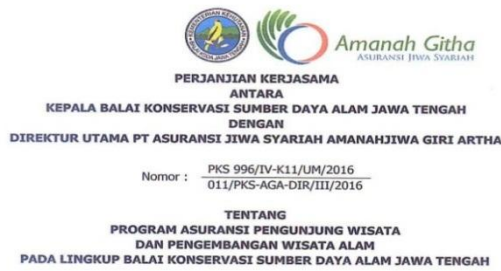 Amanah Githa
ASURANSI JIWA SYARIAH
PERJANJIAN KERJASAMA
ANTARA
KEPALA BALAI KONSERVASI SUMBER DAYA ALAM JAWA TENGAH
DENGAN
DIREKTUR UTAMA PT ASURANSI JIWA SYARIAH AMANAHJIWA GIRI ARTHA
Nomor : PKS 996/IV-K11/UM/2016
011/PKS-AGA-DIR/III/2016
TENTANG
PROGRAM ASURANSI PENGUNJUNG WISATA
DAN PENGEMBANGAN WISATA ALAM
PADA LINGKUP BALAI KONSERVASI SUMBER DAYA ALAM JAWA TENGAH